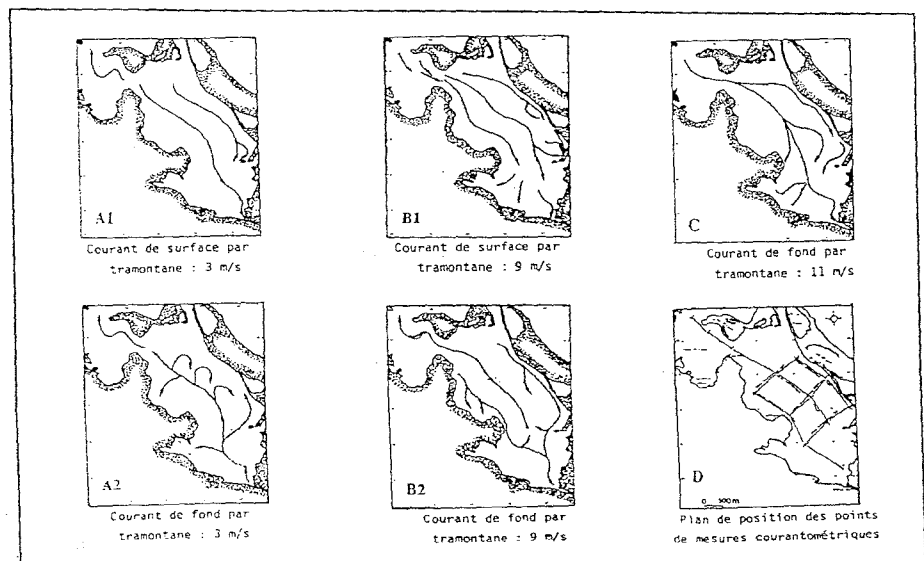 A1
Courant de surface par
tramontane : 3 m/s
B1
Courant de surface par
tramontane : 9 m/s
C
Courant de fond par
tramontane : 11 m/s
A2
Courant de fond par
tramontane : 3 m/s
B2
Courant de fond par
tramontane : 9 m/s
D
0 300m
Plan de position des points
de mesures courantométriques